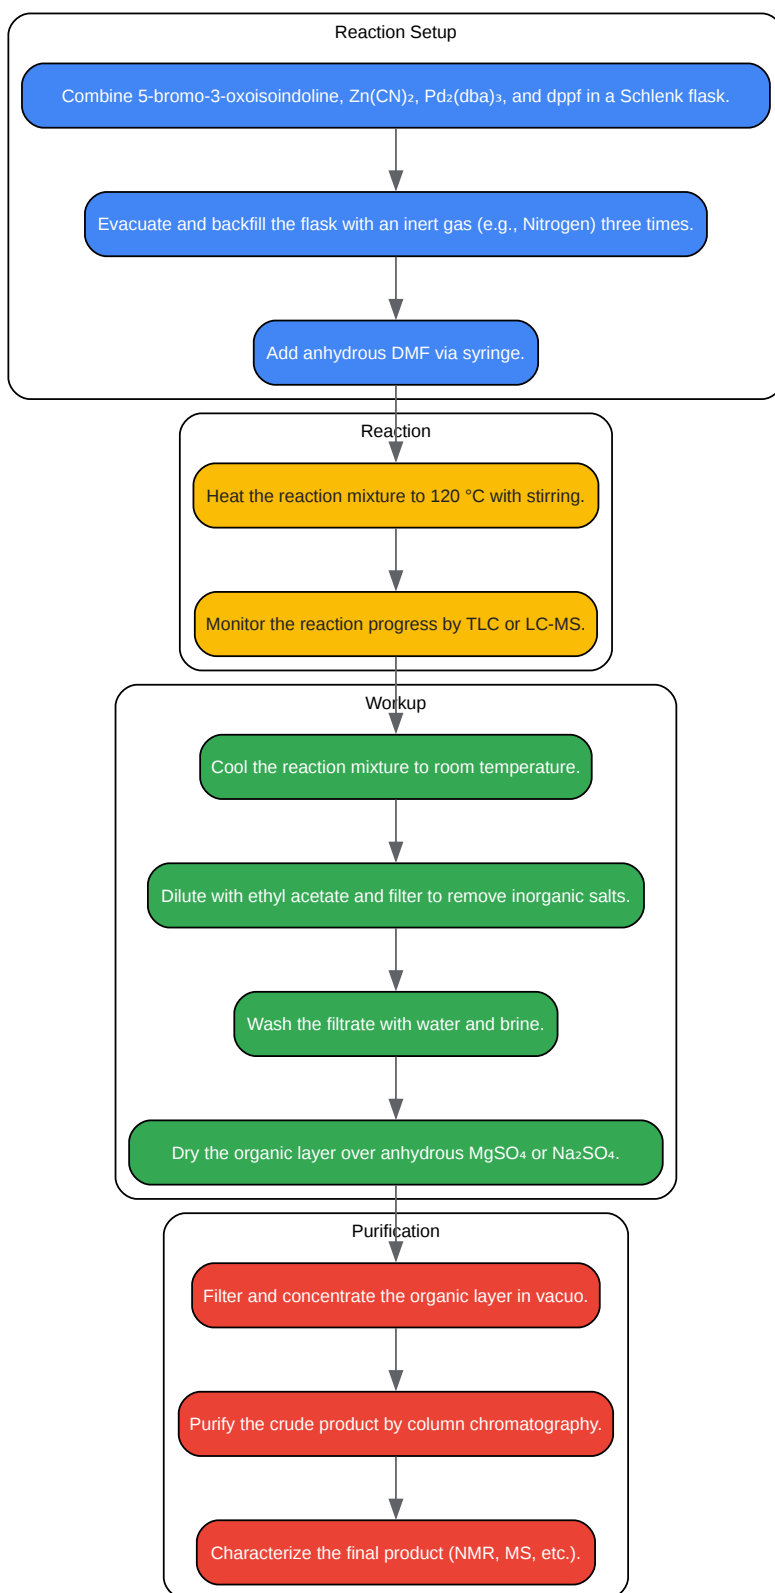 Reaction Setup
Combine 5-bromo-3-oxoisoindoline, Zn(CN)₂, Pd₂(dba)₃, and dppf in a Schlenk flask.
Evacuate and backfill the flask with an inert gas (e.g., Nitrogen) three times.
Add anhydrous DMF via syringe.
Reaction
Heat the reaction mixture to 120 °C with stirring.
Monitor the reaction progress by TLC or LC-MS.
Workup
Cool the reaction mixture to room temperature.
Dilute with ethyl acetate and filter to remove inorganic salts.
Wash the filtrate with water and brine.
Dry the organic layer over anhydrous MgSO₄ or Na₂SO₄.
Purification
Filter and concentrate the organic layer in vacuo.
Purify the crude product by column chromatography.
Characterize the final product (NMR, MS, etc.).